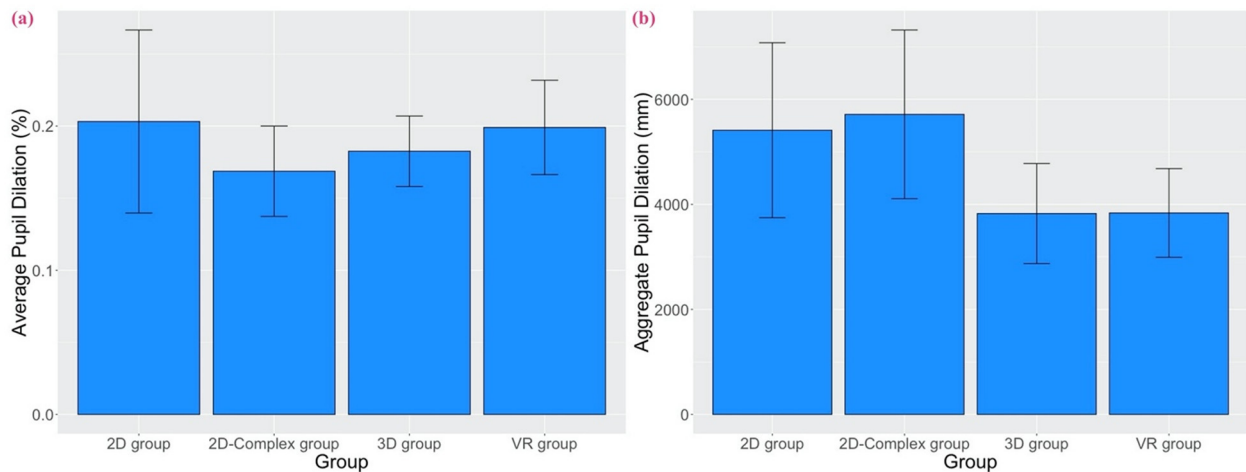 (a)
Average Pupil Dilation (%)
0.2
0.1
0.0
2D group
2D-Complex group
3D group
VR group
Group
(b)
Aggregate Pupil Dilation (mm)
6000
4000
2000
0
2D group
2D-Complex group
3D group
VR group
Group